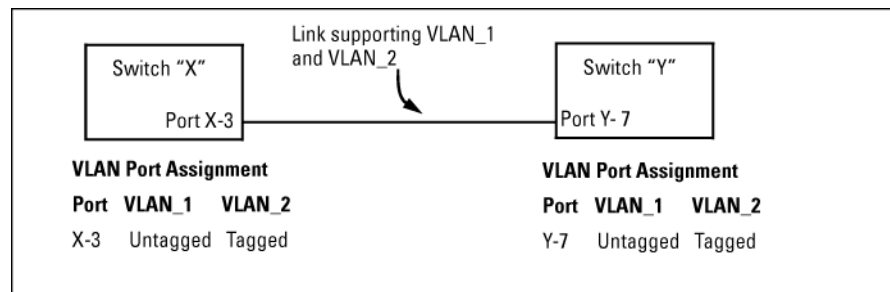 Link supporting VLAN_1
and VLAN_2
Switch "X"
Port X-3
Switch "Y"
Port Y- 7
VLAN Port Assignment
Port VLAN_1 VLAN_2
X-3 Untagged Tagged
VLAN Port Assignment
Port VLAN_1 VLAN_2
Y-7 Untagged Tagged